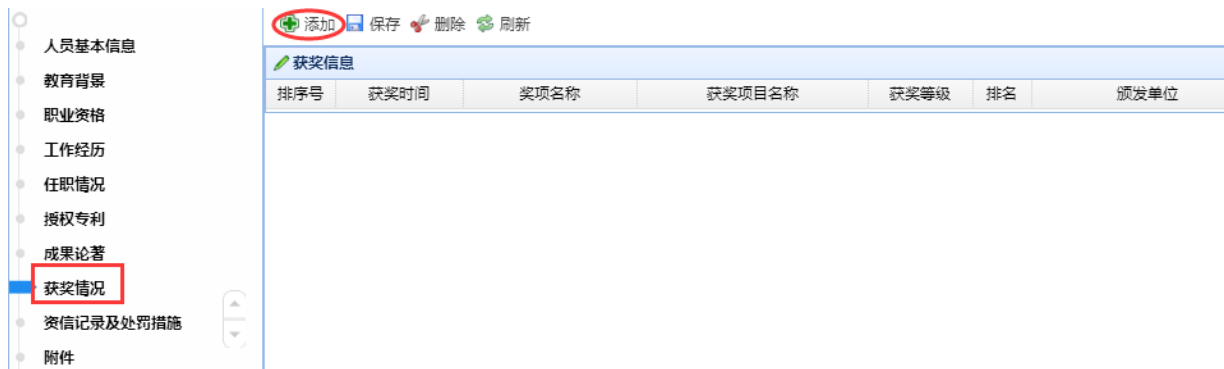 添加 保存 删除 刷新
人员基本信息
教育背景
职业资格
工作经历
任职情况
授权专利
成果论著
获奖情况
资信记录及处罚措施
附件
获奖信息
排序号 获奖时间 奖项名称 获奖项目名称 获奖等级 排名 颁发单位